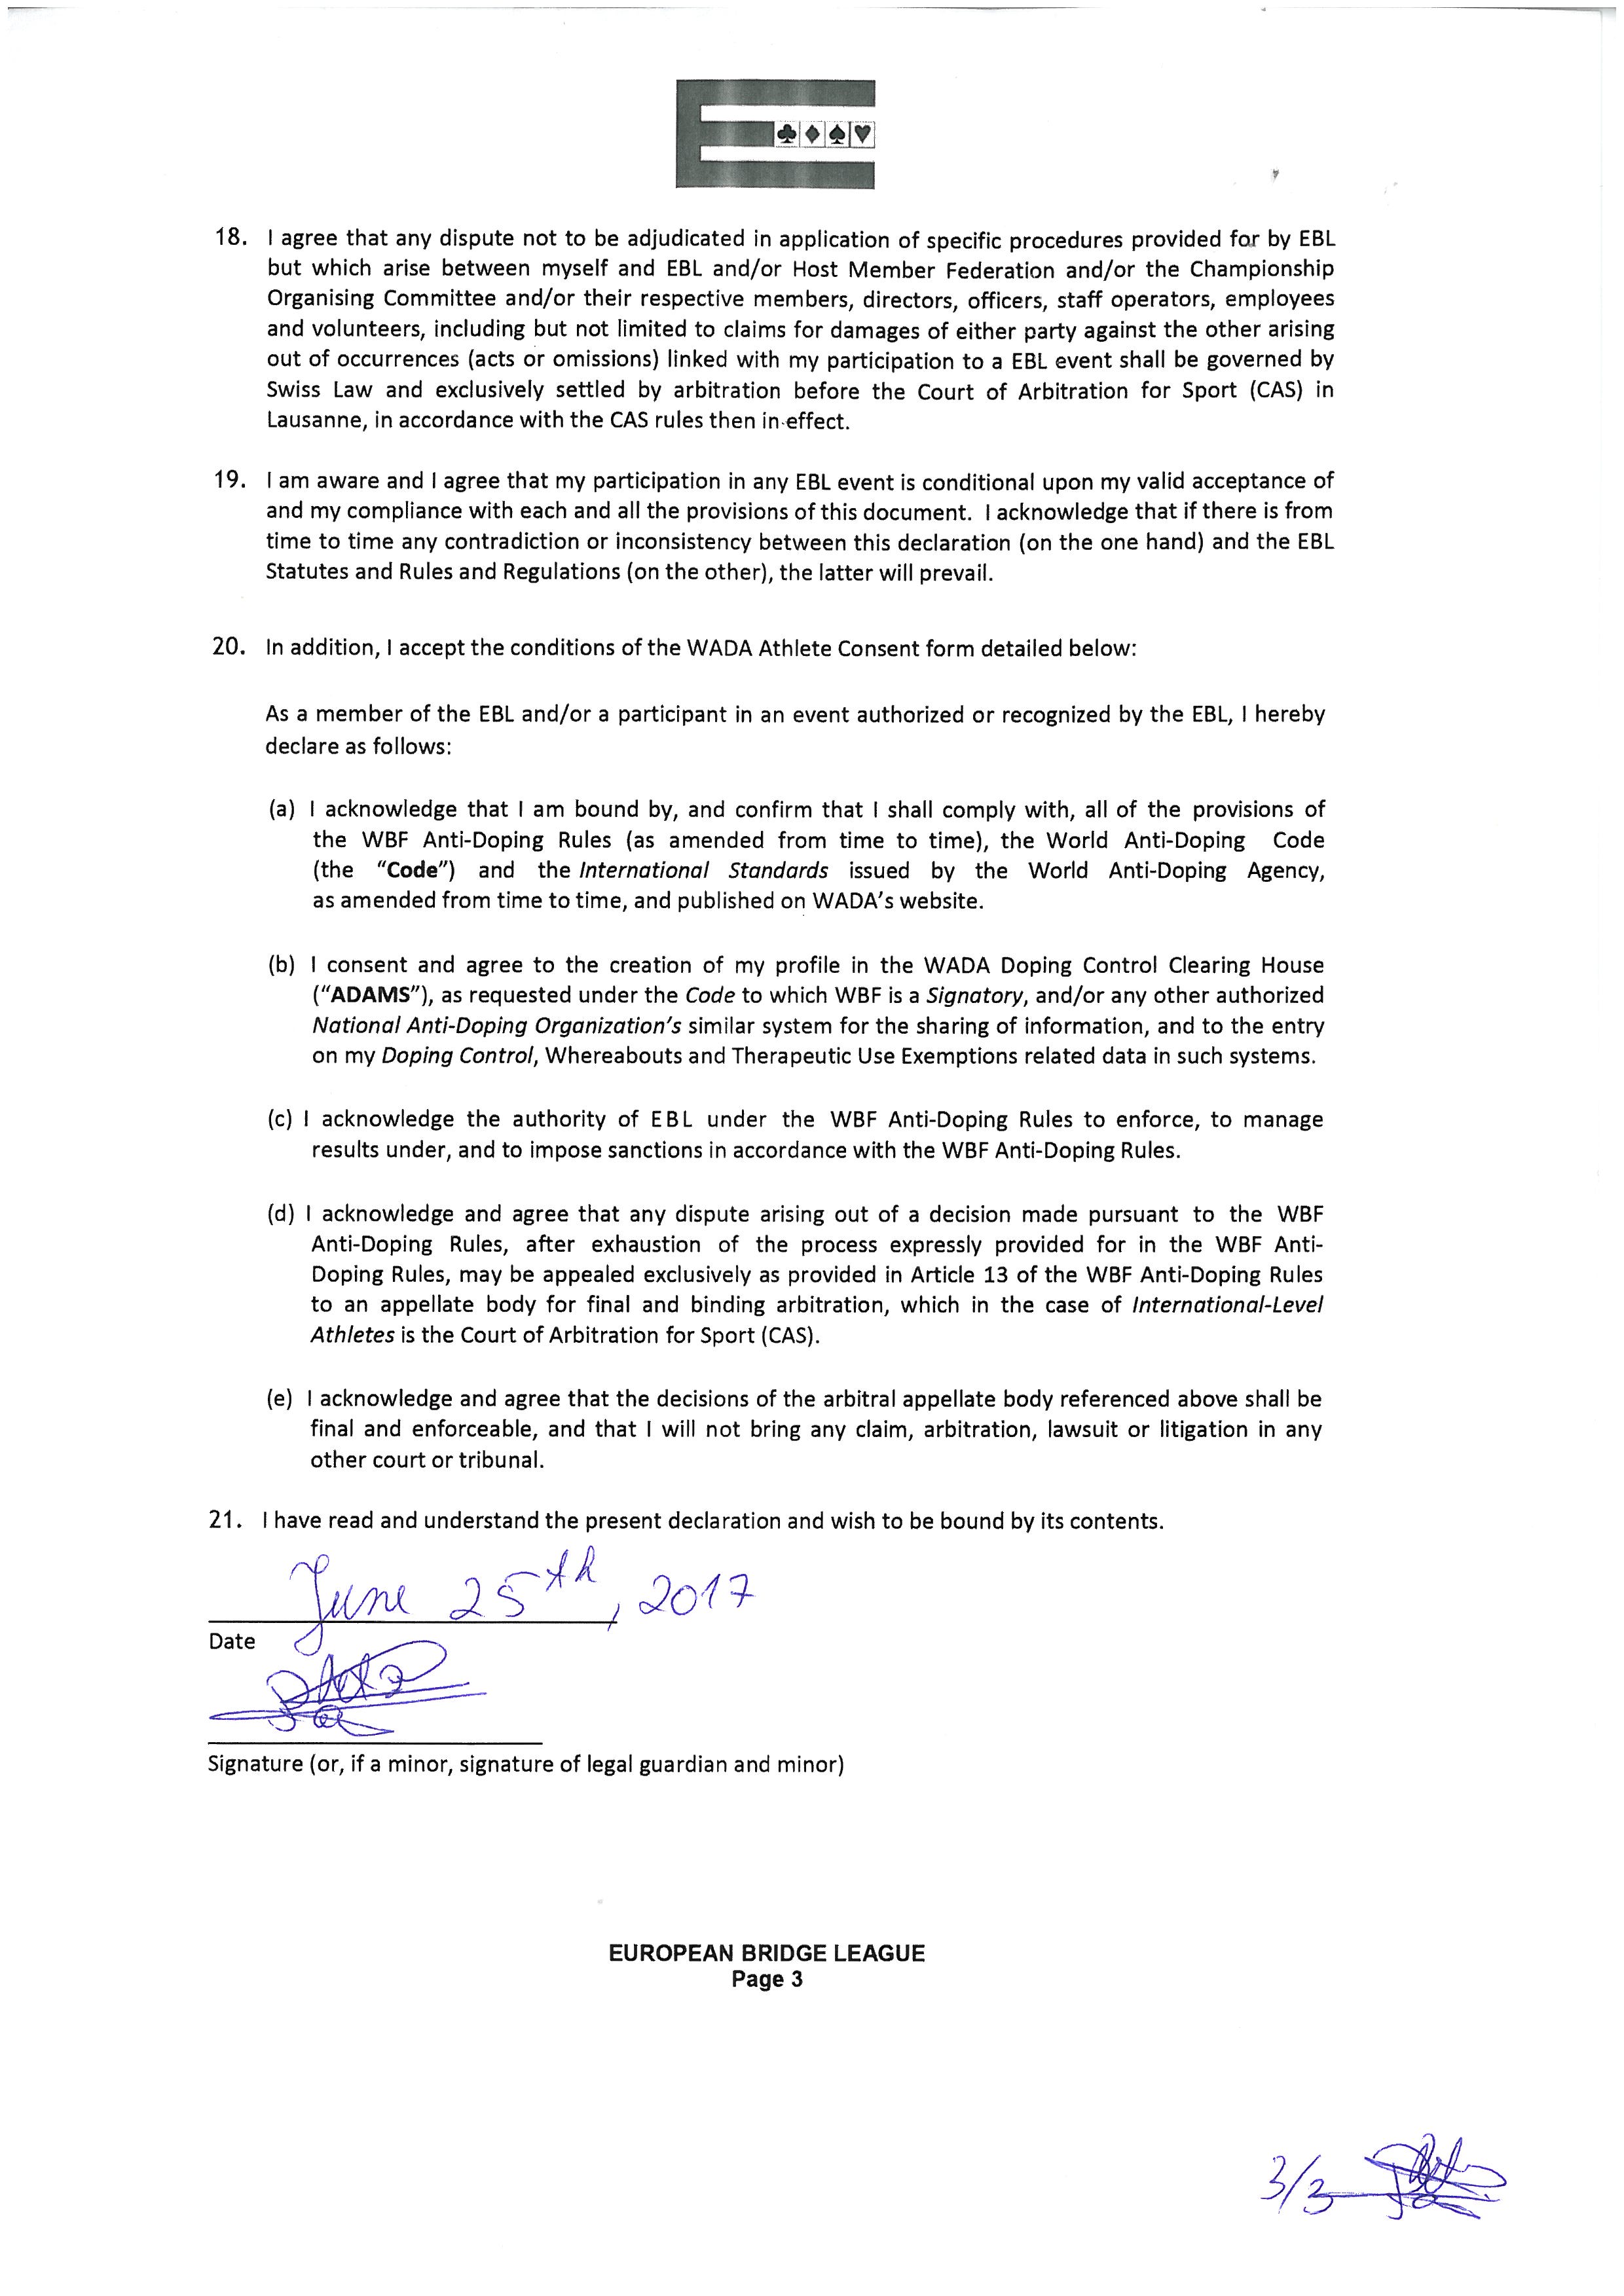 18. I agree that any dispute not to be adjudicated in application of specific procedures provided for by EBL
but which arise between myself and EBL and/or Host Member Federation and/or the Championship
Organising Committee and/or their respective members, directors, officers, staff operators, employees
and volunteers, including but not limited to claims for damages of either party against the other arising
out of occurrences (acts or omissions) linked with my participation to a EBL event shall be governed by
Swiss Law and exclusively settled by arbitration before the Court of Arbitration for Sport (CAS) in
Lausanne, in accordance with the CAS rules then in effect.
19. I am aware and I agree that my participation in any EBL event is conditional upon my valid acceptance of
and my compliance with each and all the provisions of this document. I acknowledge that if there is from
time to time any contradiction or inconsistency between this declaration (on the one hand) and the EBL
Statutes and Rules and Regulations (on the other), the latter will prevail.
20. In addition, I accept the conditions of the WADA Athlete Consent form detailed below:
As a member of the EBL and/or a participant in an event authorized or recognized by the EBL, I hereby
declare as follows:
(a) I acknowledge that I am bound by, and confirm that I shall comply with, all of the provisions of
the WBF Anti-Doping Rules (as amended from time to time), the World Anti-Doping Code
(the "Code") and the International Standards issued by the World Anti-Doping Agency,
as amended from time to time, and published on WADA's website.
(b) I consent and agree to the creation of my profile in the WADA Doping Control Clearing House
("ADAMS"), as requested under the Code to which WBF is a Signatory, and/or any other authorized
National Anti-Doping Organization's similar system for the sharing of information, and to the entry
on my Doping Control, Whereabouts and Therapeutic Use Exemptions related data in such systems.
(c) I acknowledge the authority of EBL under the WBF Anti-Doping Rules to enforce, to manage
results under, and to impose sanctions in accordance with the WBF Anti-Doping Rules.
(d) I acknowledge and agree that any dispute arising out of a decision made pursuant to the WBF
Anti-Doping Rules, after exhaustion of the process expressly provided for in the WBF Anti-
Doping Rules, may be appealed exclusively as provided in Article 13 of the WBF Anti-Doping Rules
to an appellate body for final and binding arbitration, which in the case of International-Level
Athletes is the Court of Arbitration for Sport (CAS).
(e) I acknowledge and agree that the decisions of the arbitral appellate body referenced above shall be
final and enforceable, and that I will not bring any claim, arbitration, lawsuit or litigation in any
other court or tribunal.
21. I have read and understand the present declaration and wish to be bound by its contents.
June 25th, 2017
Date
Signature (or, if a minor, signature of legal guardian and minor)
EUROPEAN BRIDGE LEAGUE
Page 3
3/3